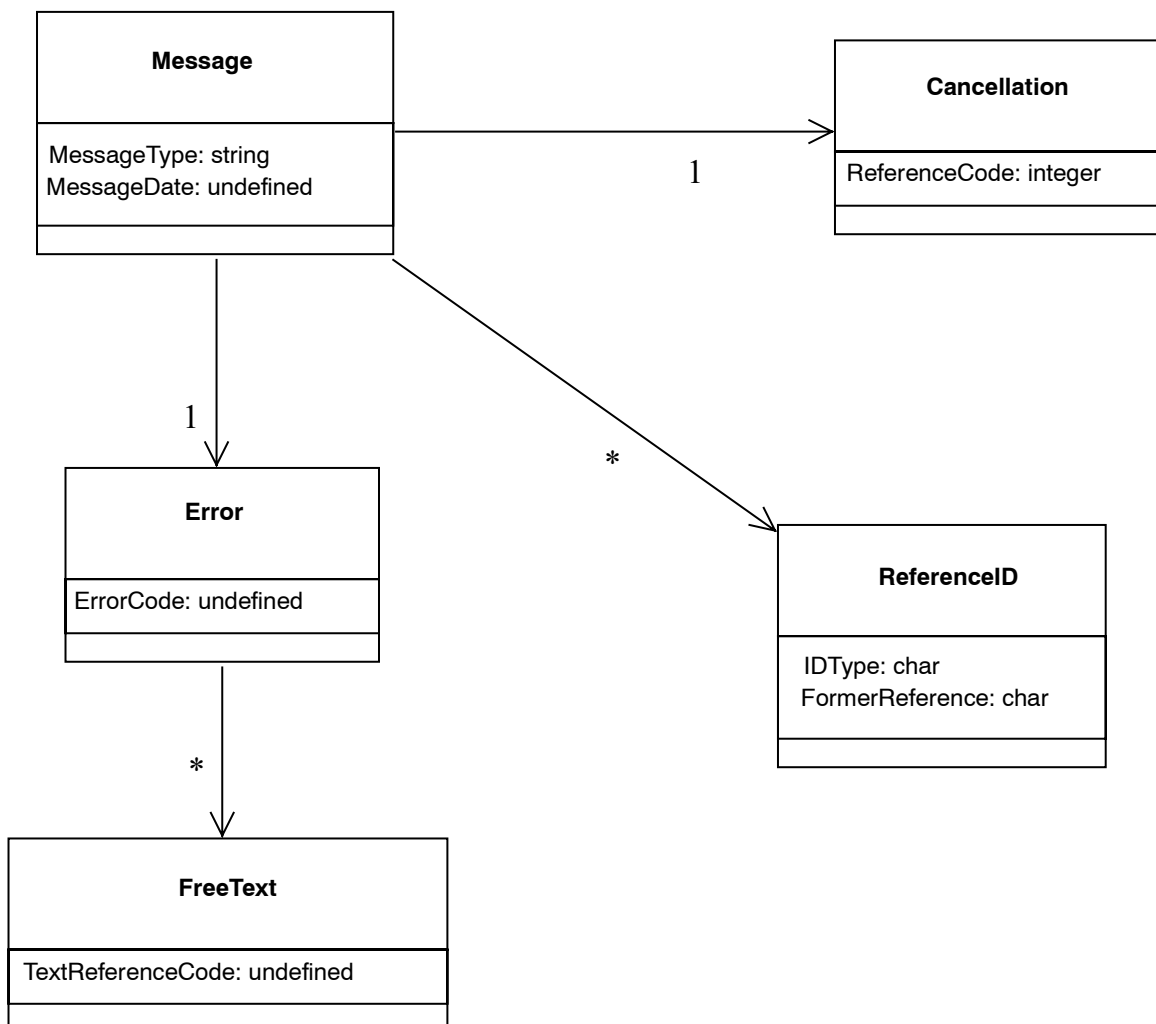 Message
MessageType: string
MessageDate: undefined
Cancellation
ReferenceCode: integer
1
1
*
Error
ErrorCode: undefined
ReferenceID
IDType: char
FormerReference: char
*
FreeText
TextReferenceCode: undefined